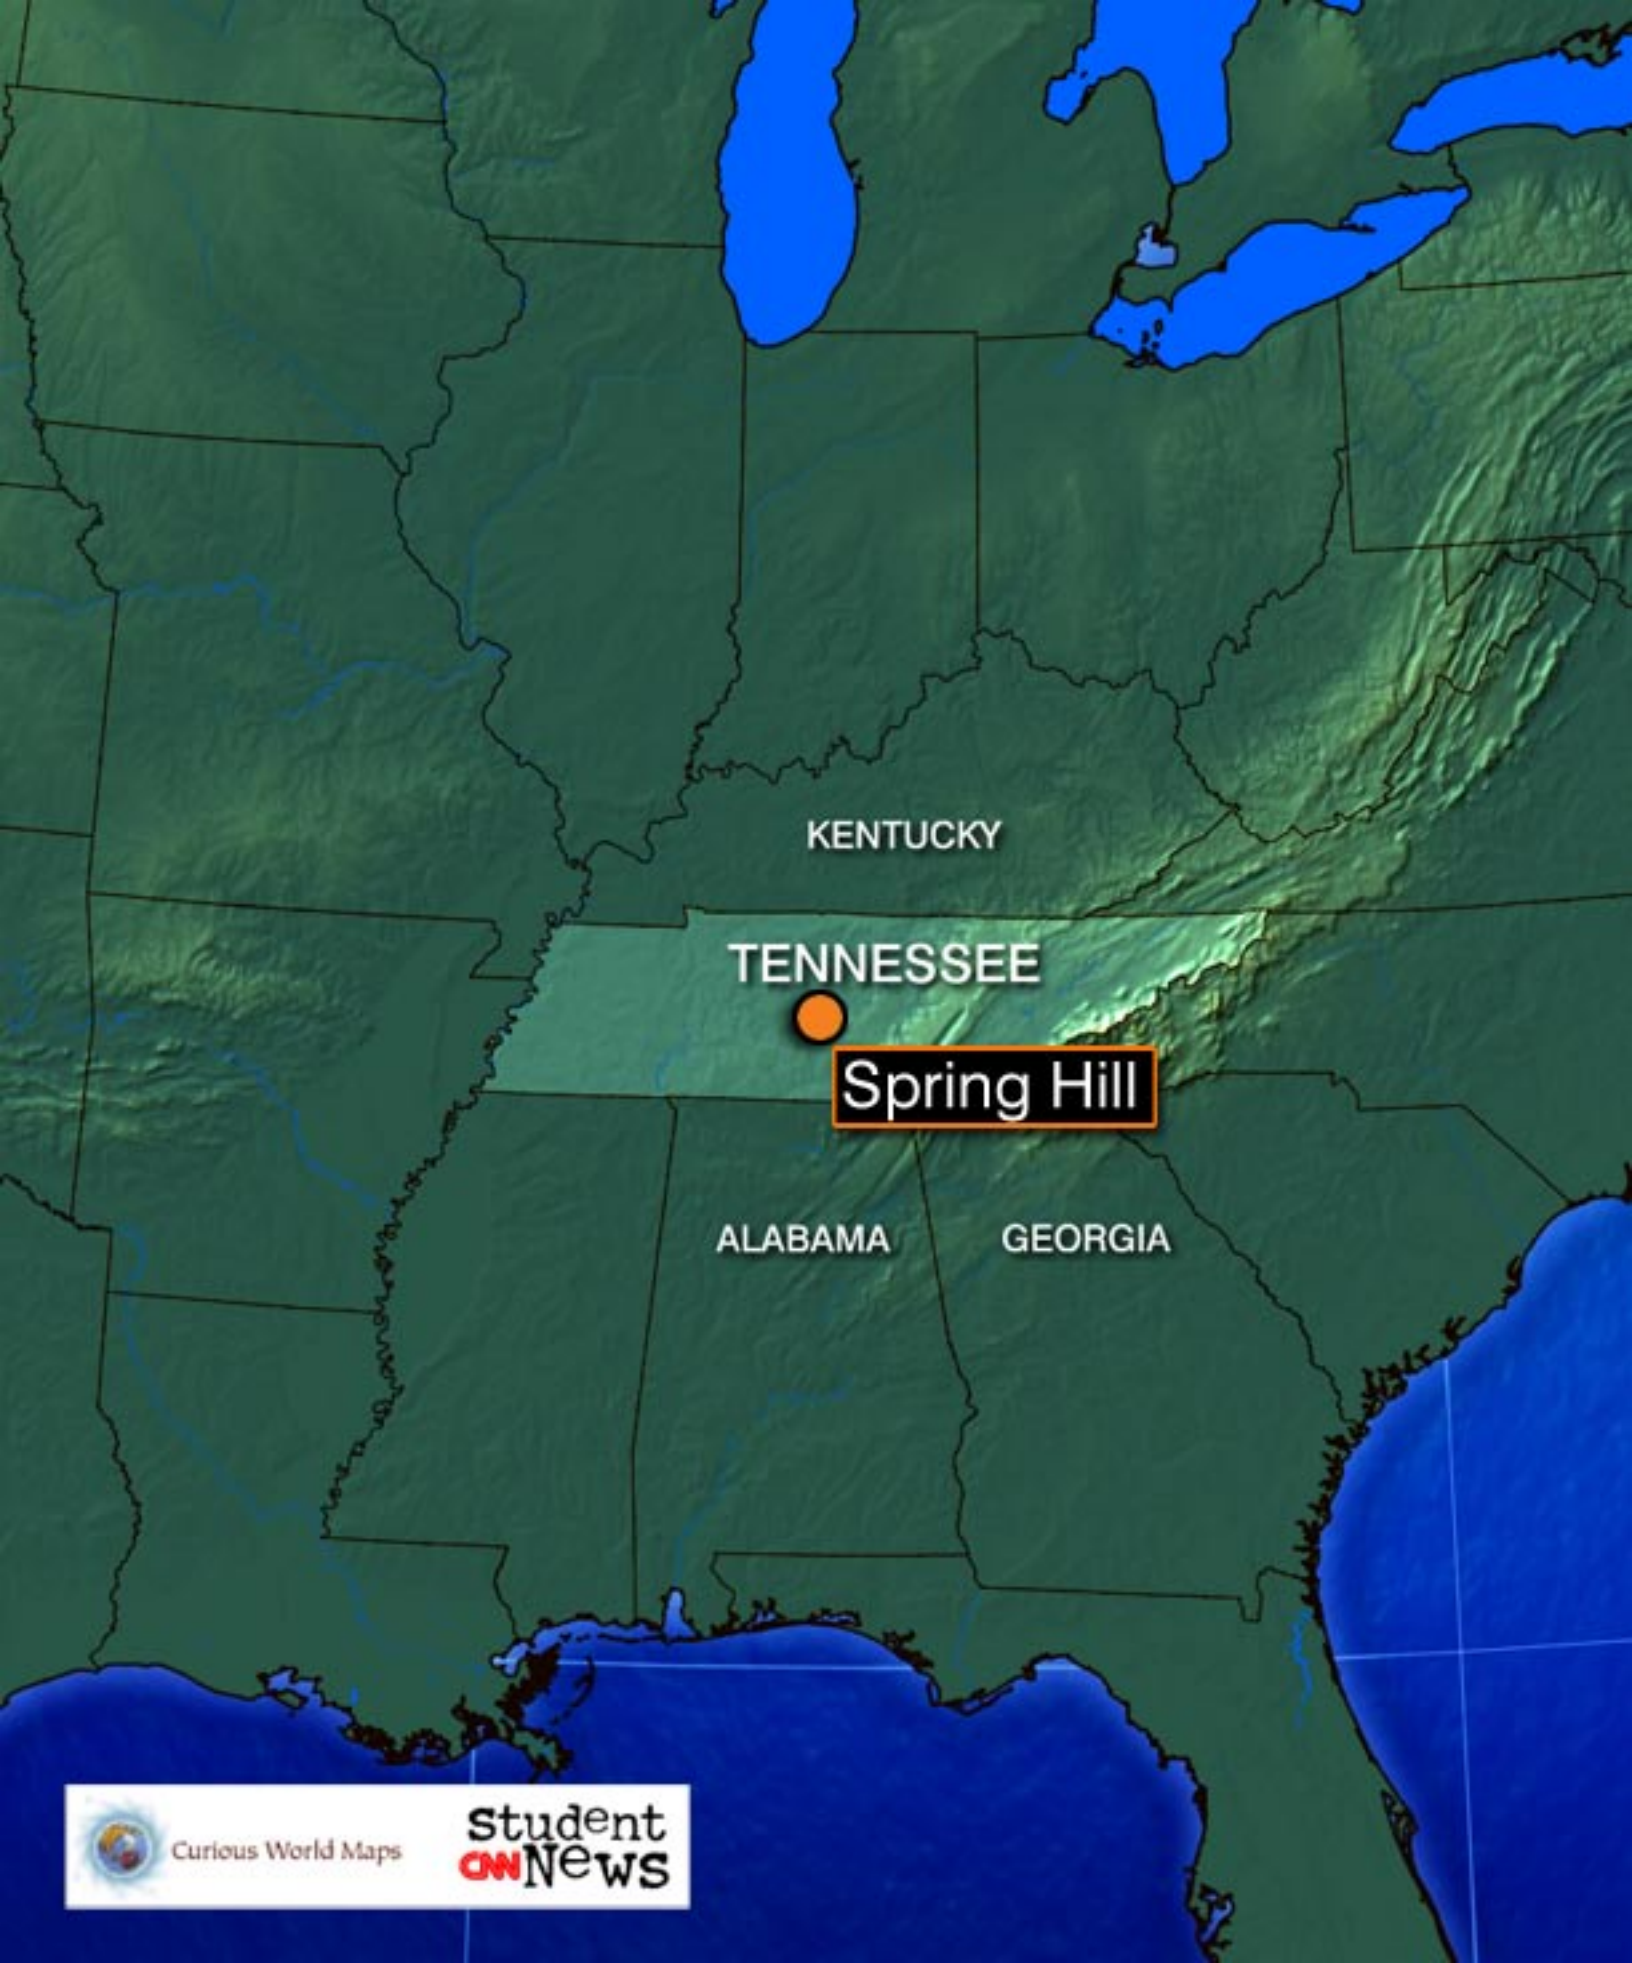 KENTUCKY
TENNESSEE
Spring Hill
ALABAMA
GEORGIA
Curious World Maps
student
CNN News